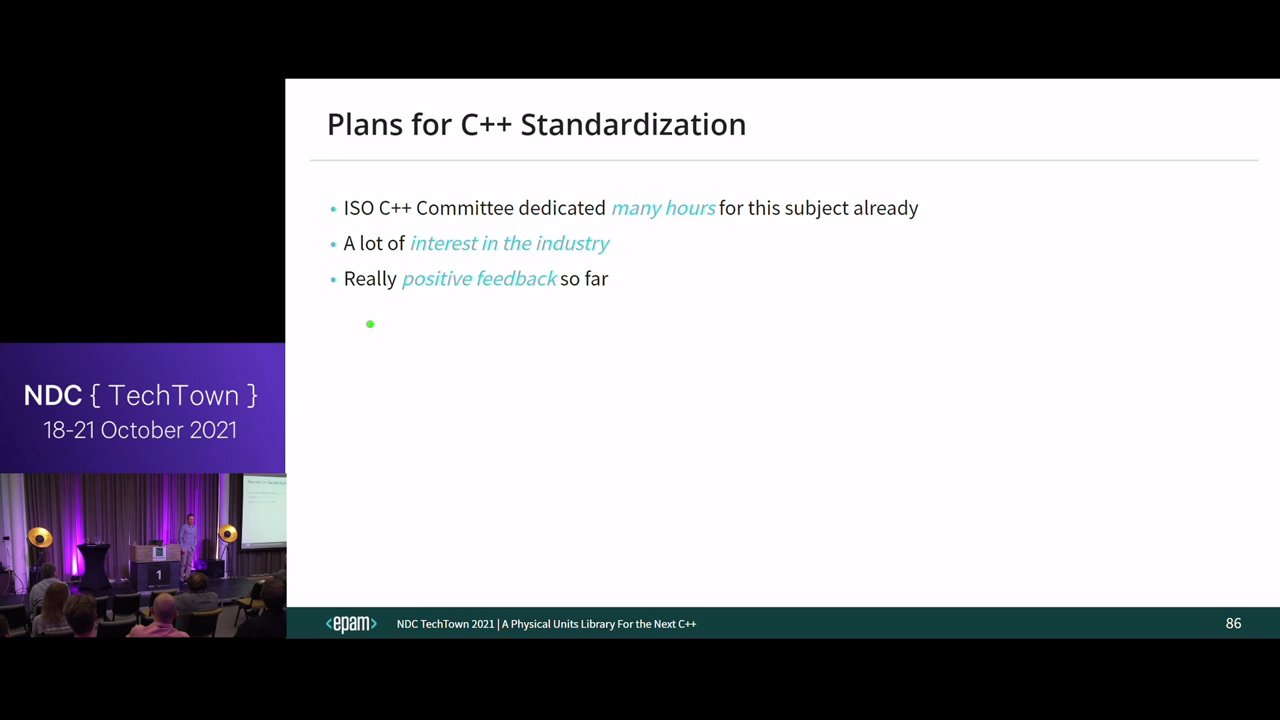 Plans for C++ Standardization
• ISO C++ Committee dedicated many hours for this subject already
• A lot of interest in the industry
• Really positive feedback so far
NDC { TechTown }
18-21 October 2021
1
<epam>
NDC TechTown 2021 | A Physical Units Library For the Next C++
86